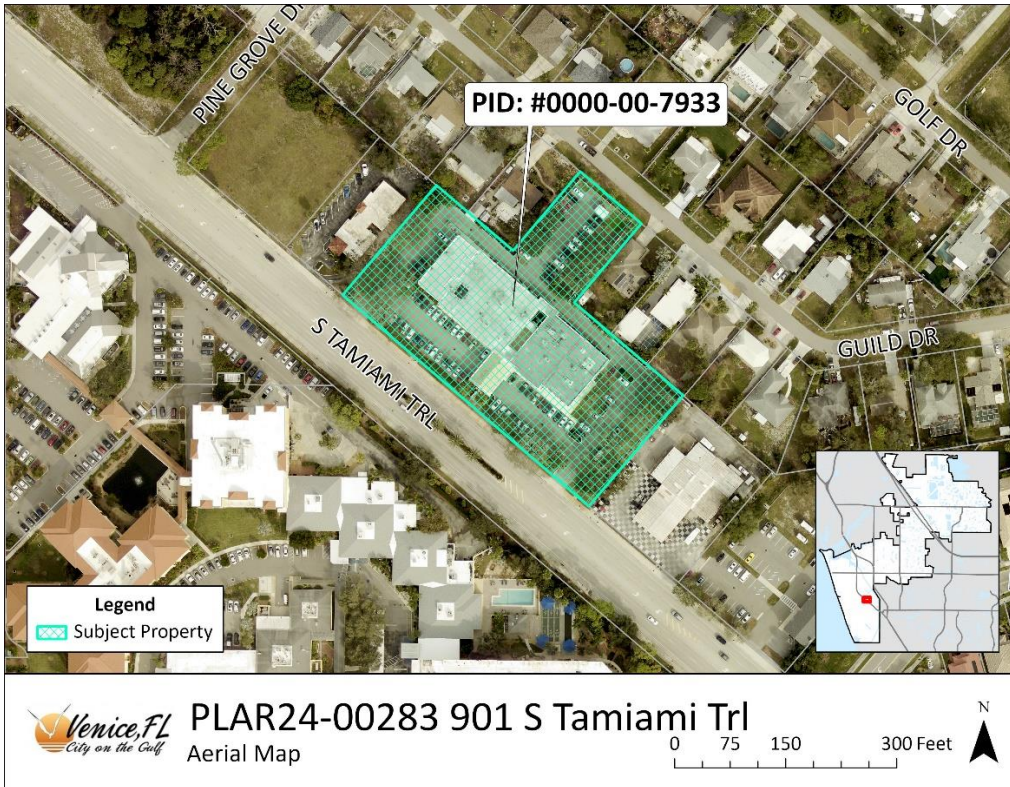 PINE GROVE DR
PID: #0000-00-7933
GOLF DR
GUILD DR
S TAMIAMI TRL
Legend
Subject Property
Venice, FL
City on the Gulf
PLAR24-00283 901 S Tamiami Trl
Aerial Map
0 75 150 300 Feet
N